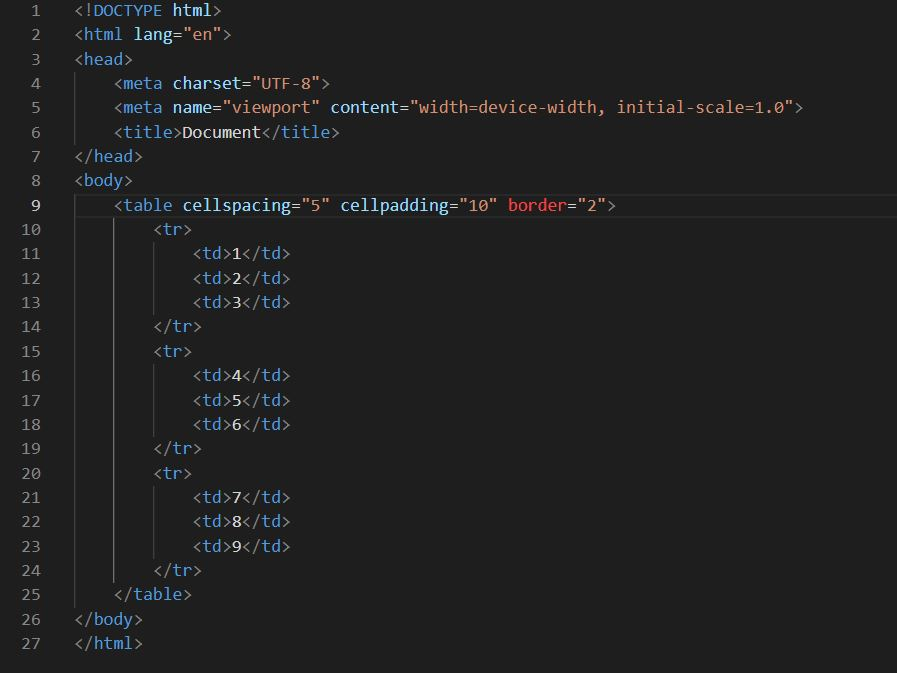 1 <!DOCTYPE html>
2 <html lang="en">
3 <head>
4     <meta charset="UTF-8">
5     <meta name="viewport" content="width=device-width, initial-scale=1.0">
6     <title>Document</title>
7 </head>
8 <body>
9     <table cellspacing="5" cellpadding="10" border="2">
10         <tr>
11             <td>1</td>
12             <td>2</td>
13             <td>3</td>
14         </tr>
15         <tr>
16             <td>4</td>
17             <td>5</td>
18             <td>6</td>
19         </tr>
20         <tr>
21             <td>7</td>
22             <td>8</td>
23             <td>9</td>
24         </tr>
25     </table>
26 </body>
27 </html>